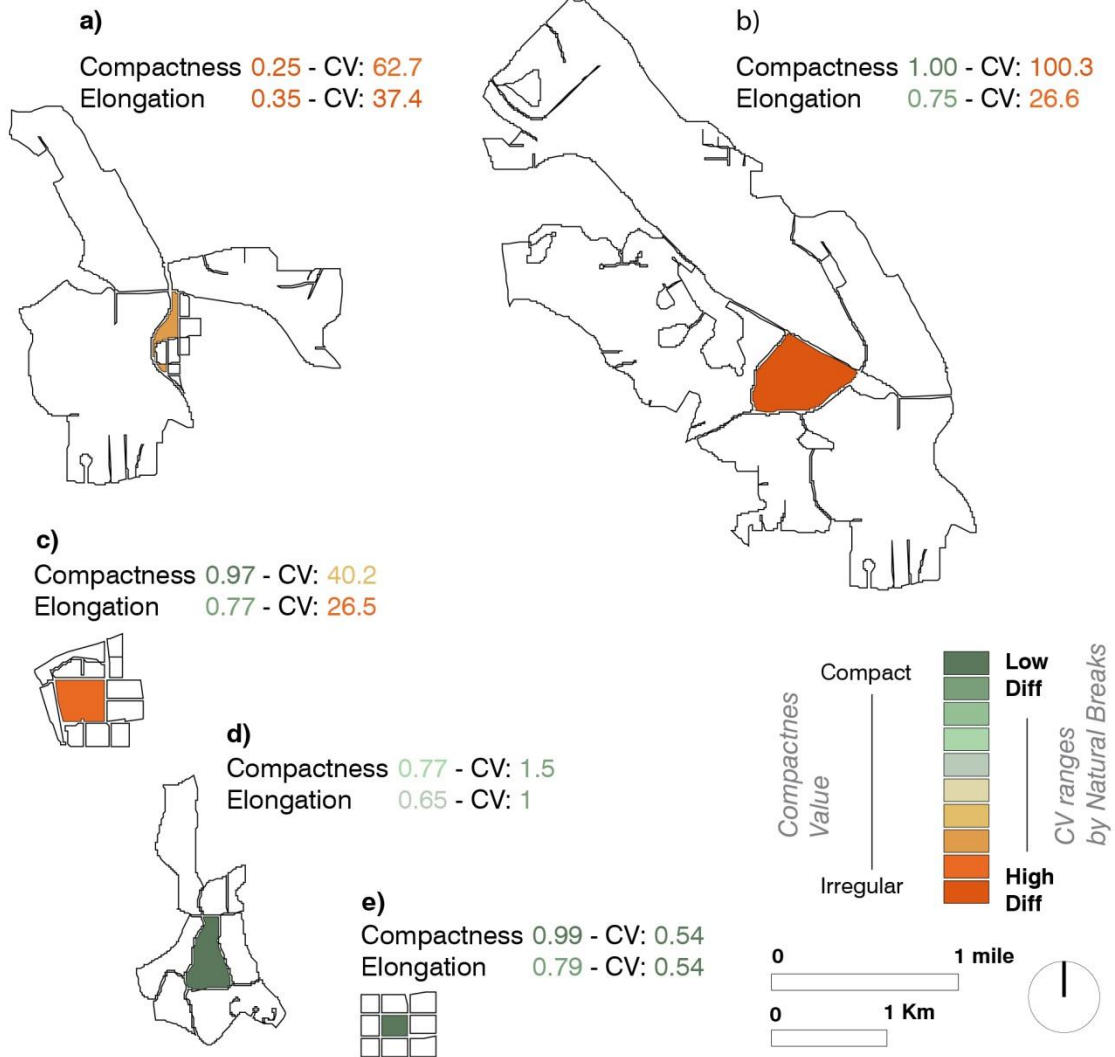 a)
Compactness 0.25 - CV: 62.7
Elongation 0.35 - CV: 37.4
b)
Compactness 1.00 - CV: 100.3
Elongation 0.75 - CV: 26.6
c)
Compactness 0.97 - CV: 40.2
Elongation 0.77 - CV: 26.5
d)
Compactness 0.77 - CV: 1.5
Elongation 0.65 - CV: 1
e)
Compactness 0.99 - CV: 0.54
Elongation 0.79 - CV: 0.54
Compactnes
Value
Compact
Irregular
Low
Diff
High
Diff
CV ranges
by Natural Breaks
0 1 mile
0 1 Km